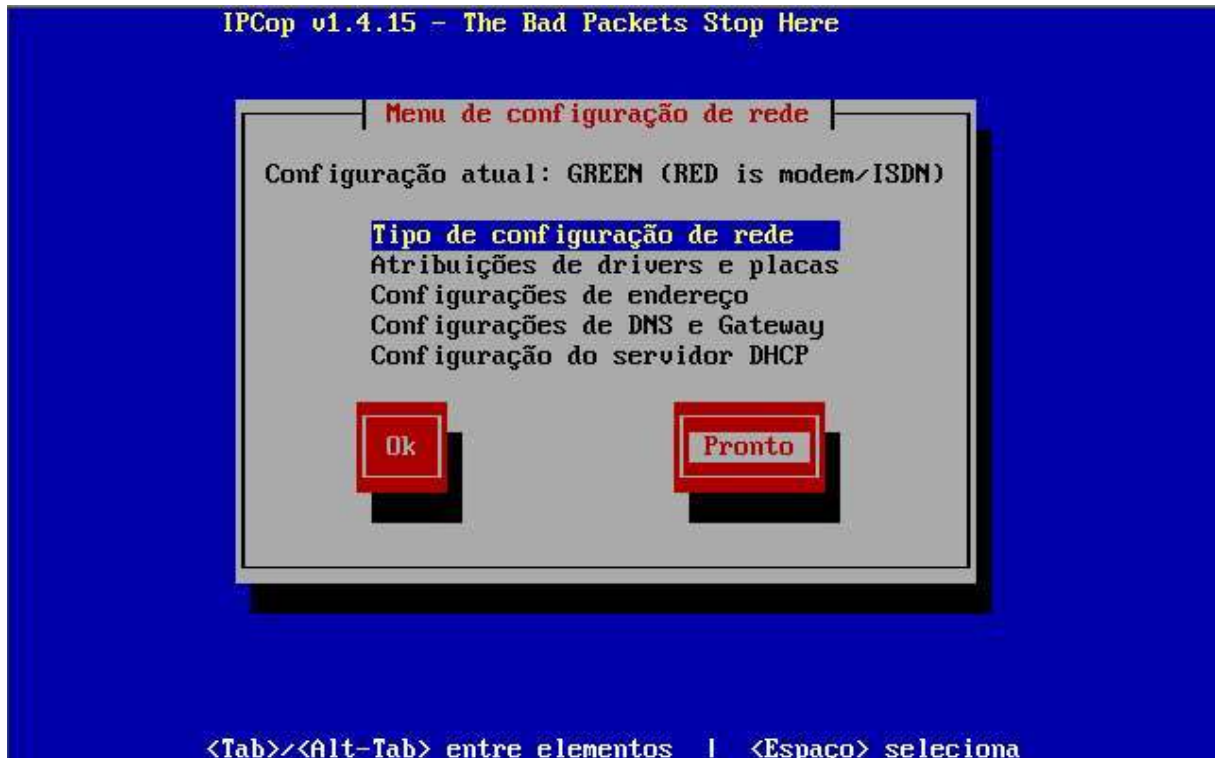 IPCop v1.4.15 - The Bad Packets Stop Here
Menu de configuração de rede
Configuração atual: GREEN (RED is modem/ISDN)
Tipo de configuração de rede
Atribuições de drivers e placas
Configurações de endereço
Configurações de DNS e Gateway
Configuração do servidor DHCP
Ok Pronto
<Tab>/<Alt-Tab> entre elementos | <Espaço> seleciona